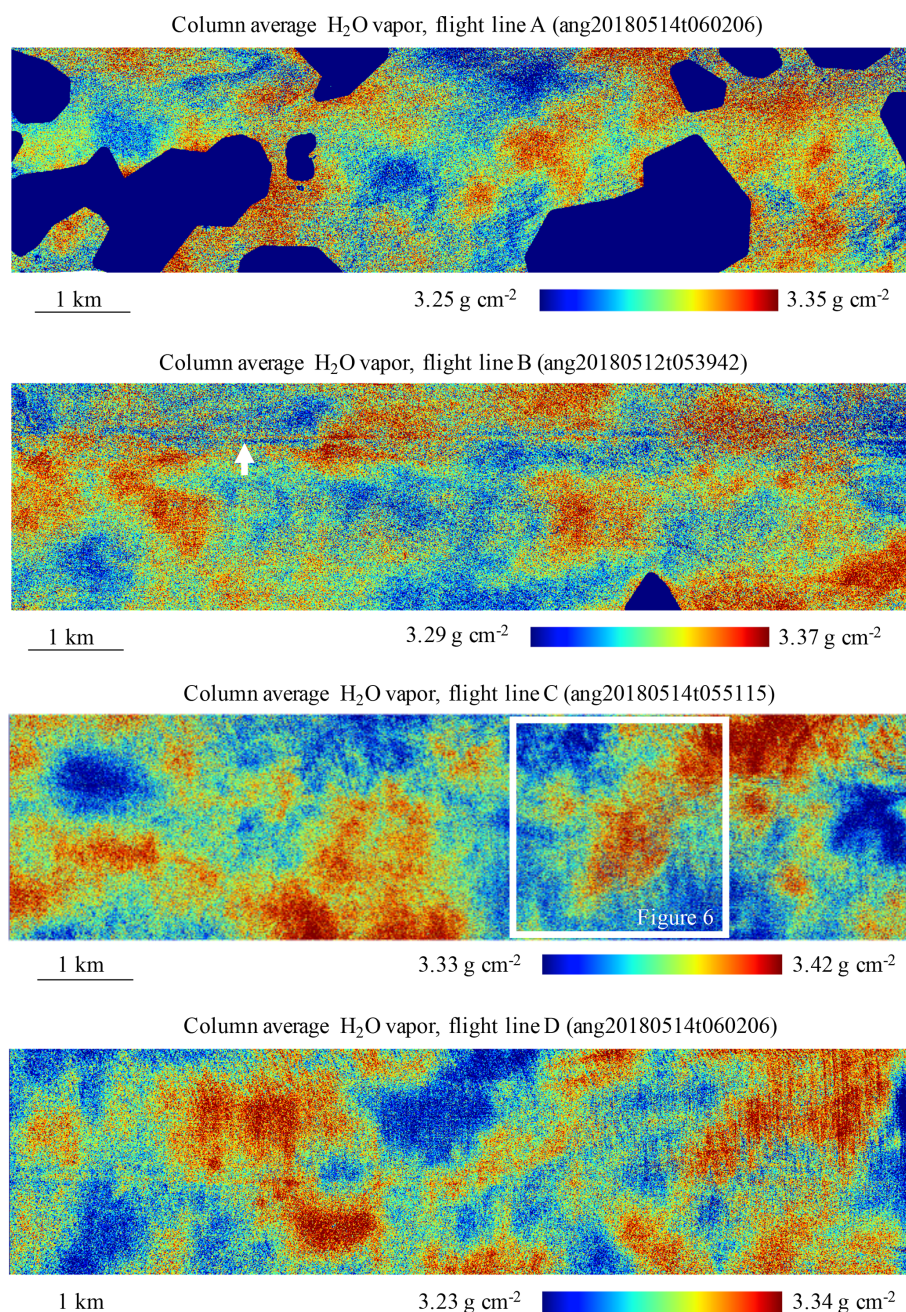 Column average H₂O vapor, flight line A (ang20180514t060206)
1 km 3.25 g cm⁻² 3.35 g cm⁻²
Column average H₂O vapor, flight line B (ang20180512t053942)
1 km 3.29 g cm⁻² 3.37 g cm⁻²
Column average H₂O vapor, flight line C (ang20180514t055115)
Figure 6
1 km 3.33 g cm⁻² 3.42 g cm⁻²
Column average H₂O vapor, flight line D (ang20180514t060206)
1 km 3.23 g cm⁻² 3.34 g cm⁻²